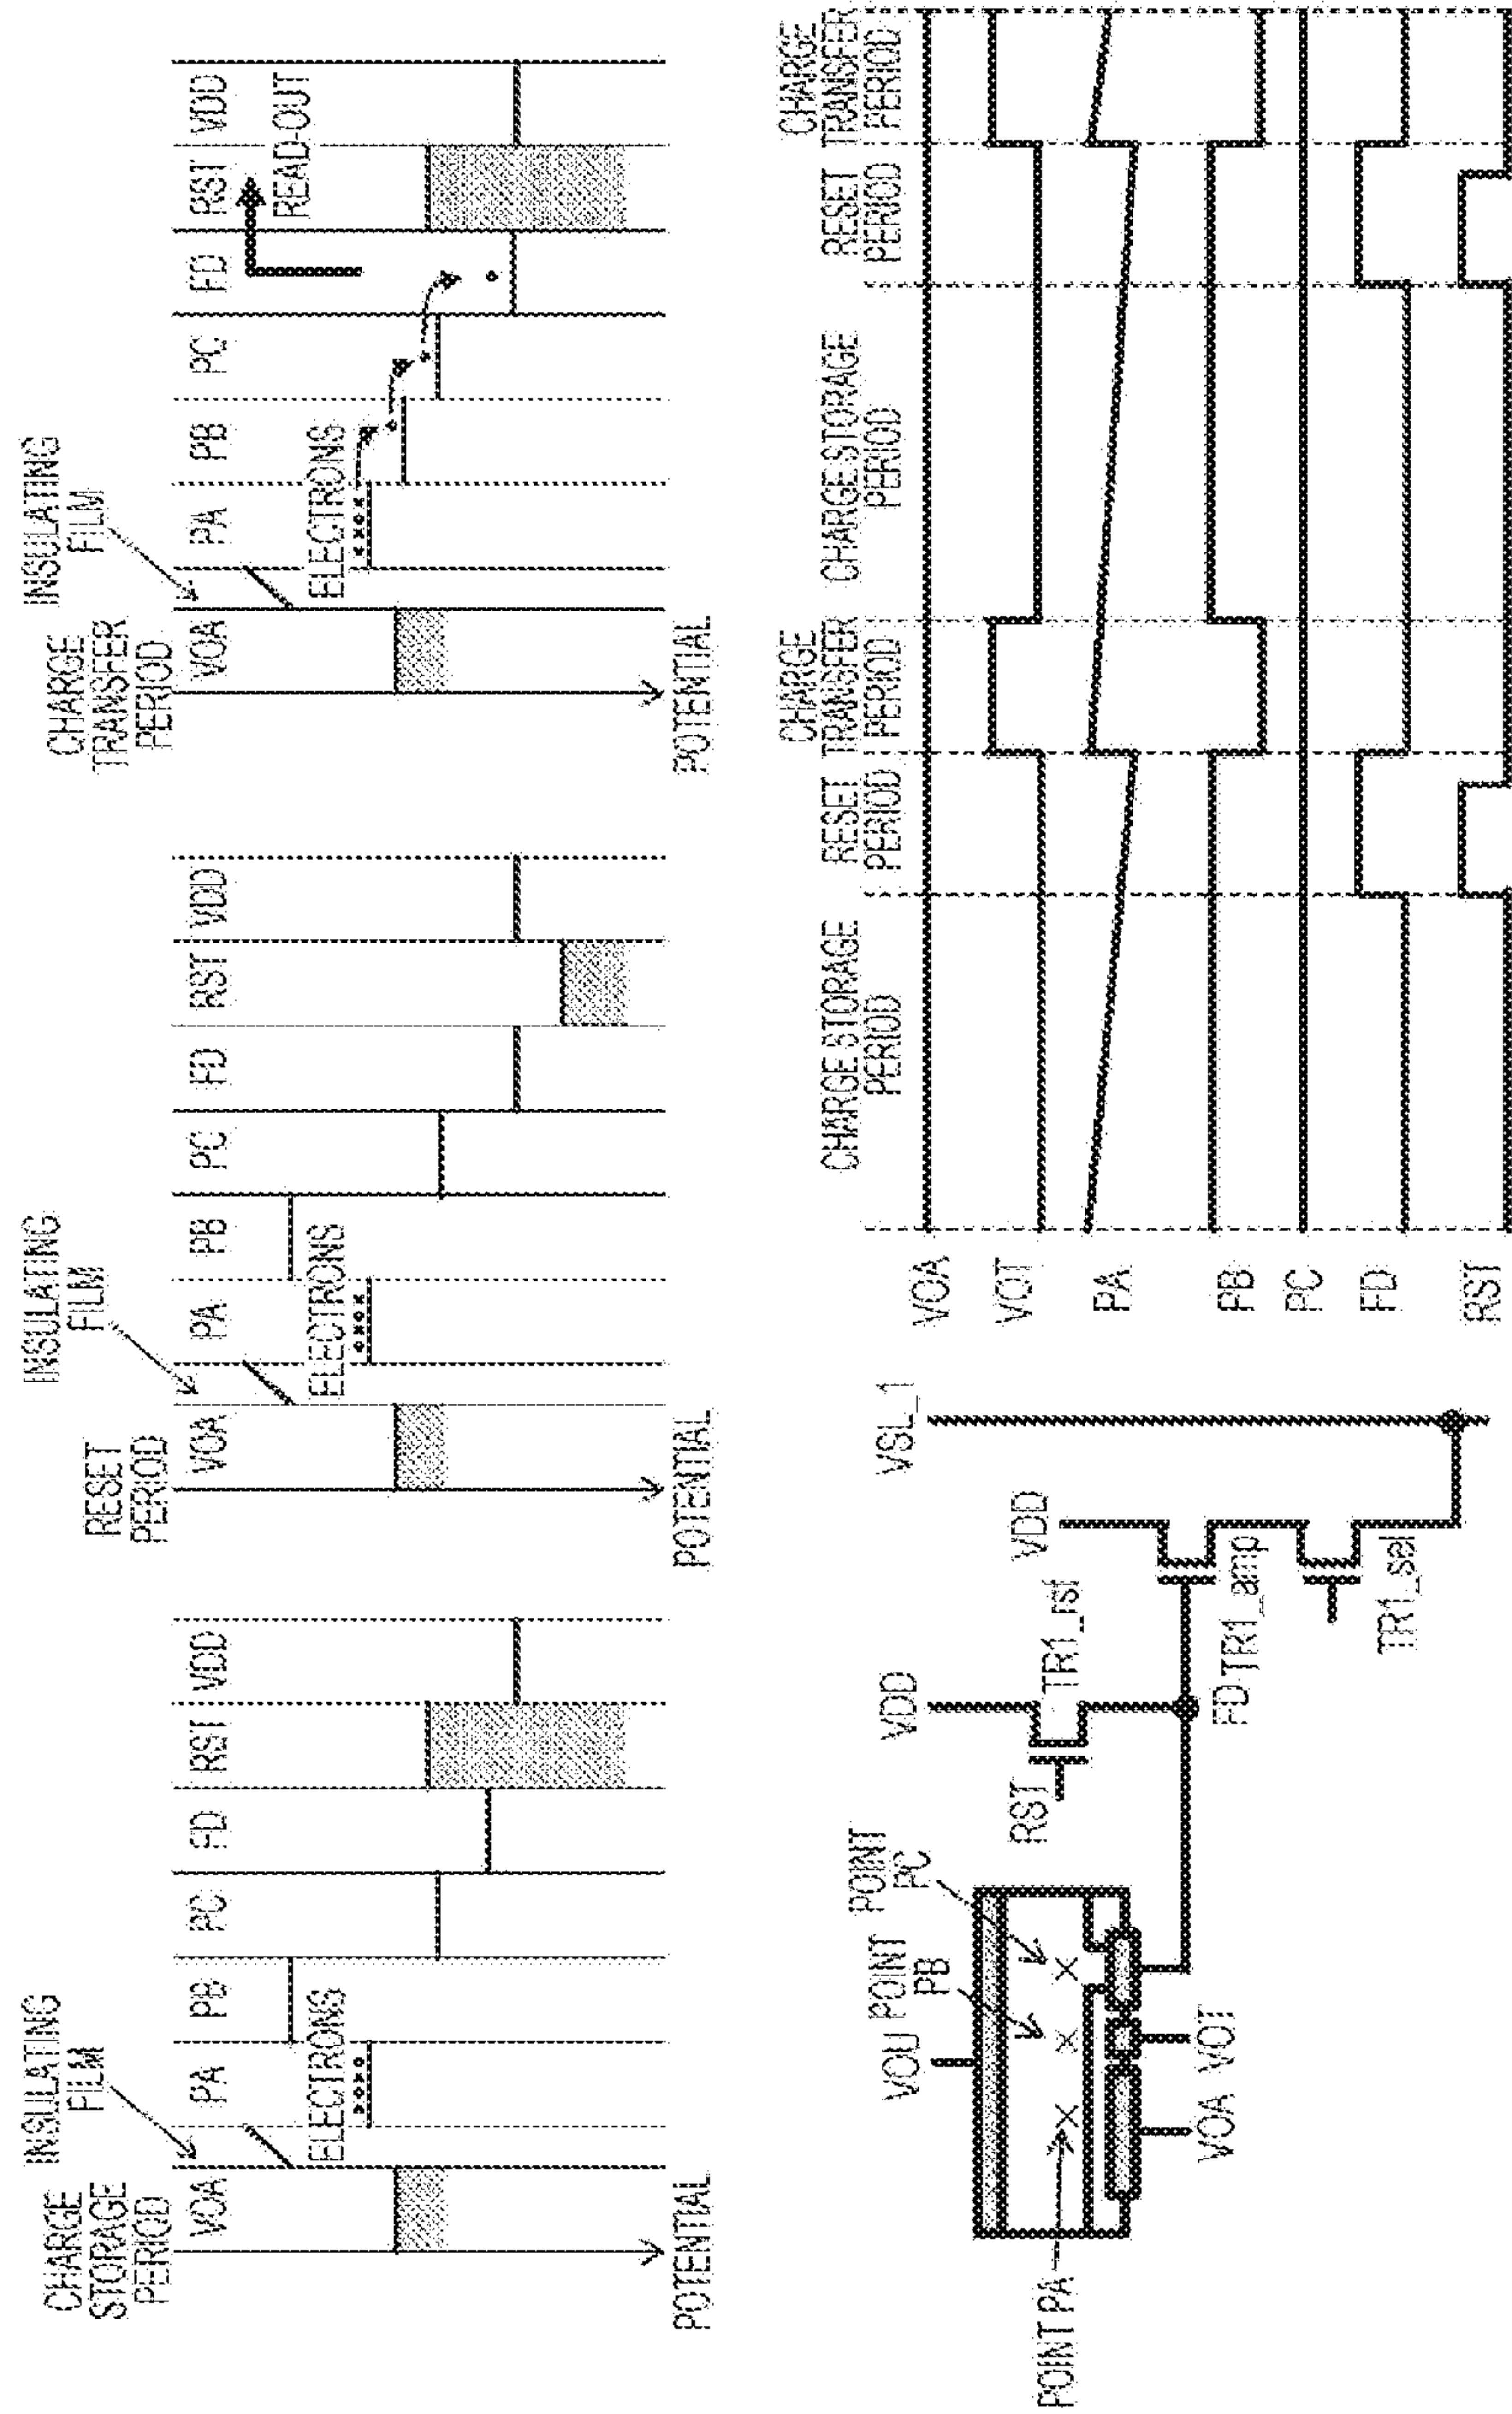 CHARGE
STORAGE
PERIOD
INSULATING
FILM
VOA
PA
PB
PC
FD
RST
VDD
ELECTRONS
POTENTIAL
RESET
PERIOD
INSULATING
FILM
VOA
PA
PB
PC
FD
RST
VDD
ELECTRONS
POTENTIAL
CHARGE
TRANSFER
PERIOD
INSULATING
FILM
VOA
PA
PB
PC
FD
RST
VDD
ELECTRONS
READ-OUT
POTENTIAL
POINT PA
VOU
POINT
PB
POINT
PC
VOA
VOT
RST
VDD
TR1_rst
FD
VDD
TR1_amp
TR1_sel
VSL_1
CHARGE STORAGE
PERIOD
RESET
PERIOD
CHARGE
TRANSFER
PERIOD
CHARGE STORAGE
PERIOD
RESET
PERIOD
CHARGE
TRANSFER
PERIOD
VOA
VOT
PA
PB
PC
FD
RST